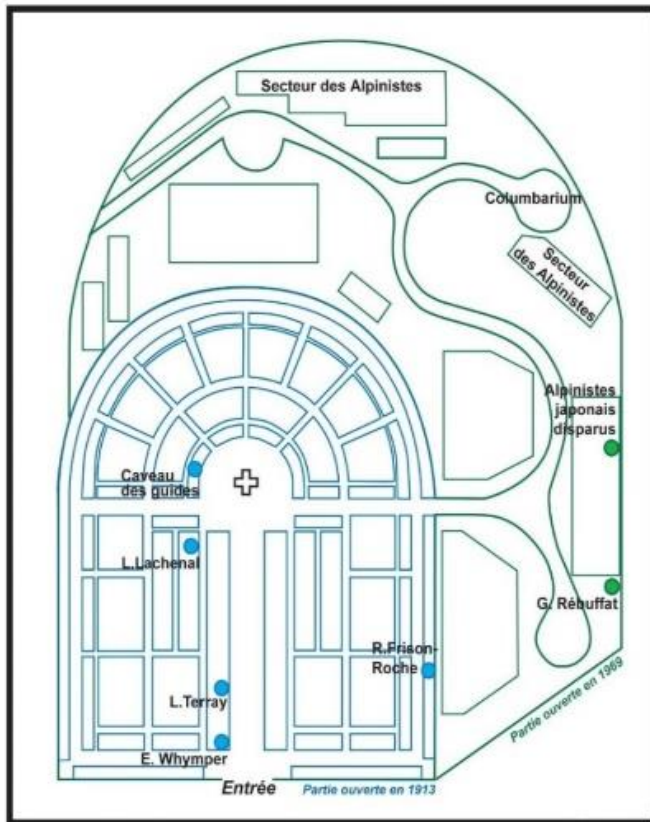 Secteur des Alpinistes
Columbarium
Secteur
des Alpinistes
Alpinistes
japonais
disparus
Caveau
des guides
L.Lachenal
G. Rébuffat
R.Frison-
Roche
L.Terray
E. Whymper
Entrée
Partie ouverte en 1913
Partie ouverte en 1969